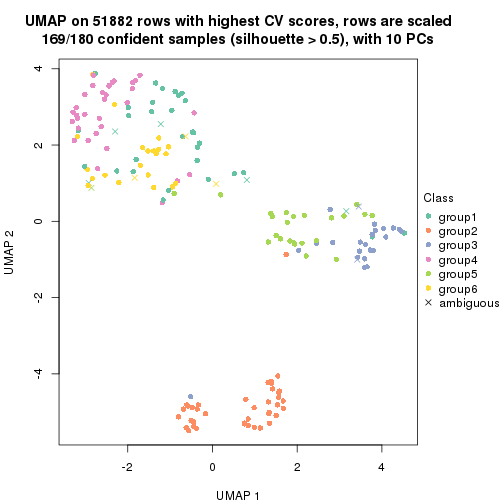 UMAP on 51882 rows with highest CV scores, rows are scaled
169/180 confident samples (silhouette > 0.5), with 10 PCs
4
2
0
-2
-4
UMAP 2
-2
0
2
4
UMAP 1
Class
group1
group2
group3
group4
group5
group6
ambiguous